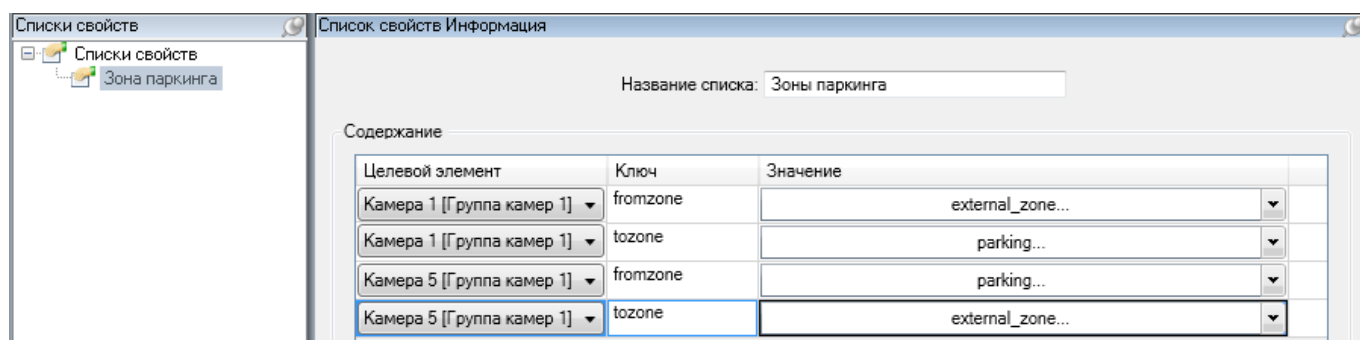 Списки свойств
Списки свойств
Зона паркинга
Список свойств Информация
Название списка: Зоны паркинга
Содержание
Целевой элемент Ключ Значение
Камера 1 [Группа камер 1] fromzone external_zone...
Камера 1 [Группа камер 1] tozone parking...
Камера 5 [Группа камер 1] fromzone parking...
Камера 5 [Группа камер 1] tozone external_zone...